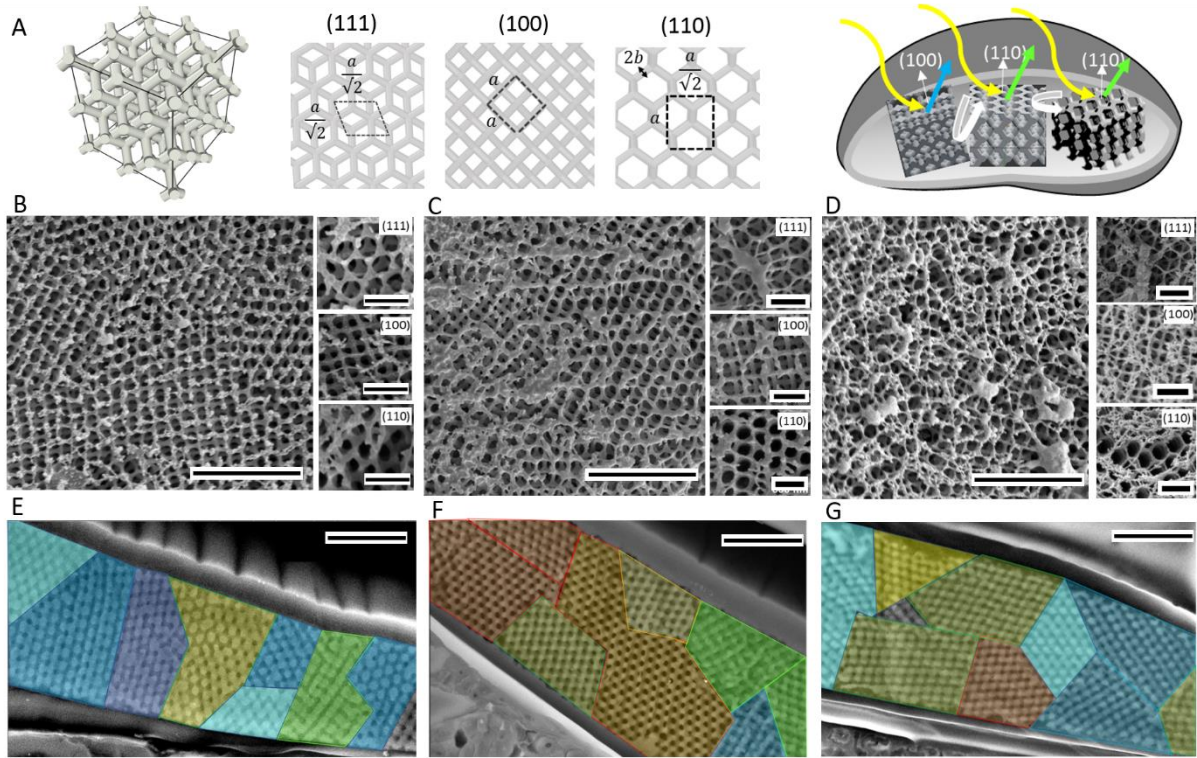 A
(111)
(100)
(110)
a
√2
a
√2
a
a
2b
a
√2
a
(100)
(110)
(110)
B
(111)
(100)
(110)
C
(111)
(100)
(110)
D
(111)
(100)
(110)
E
F
G